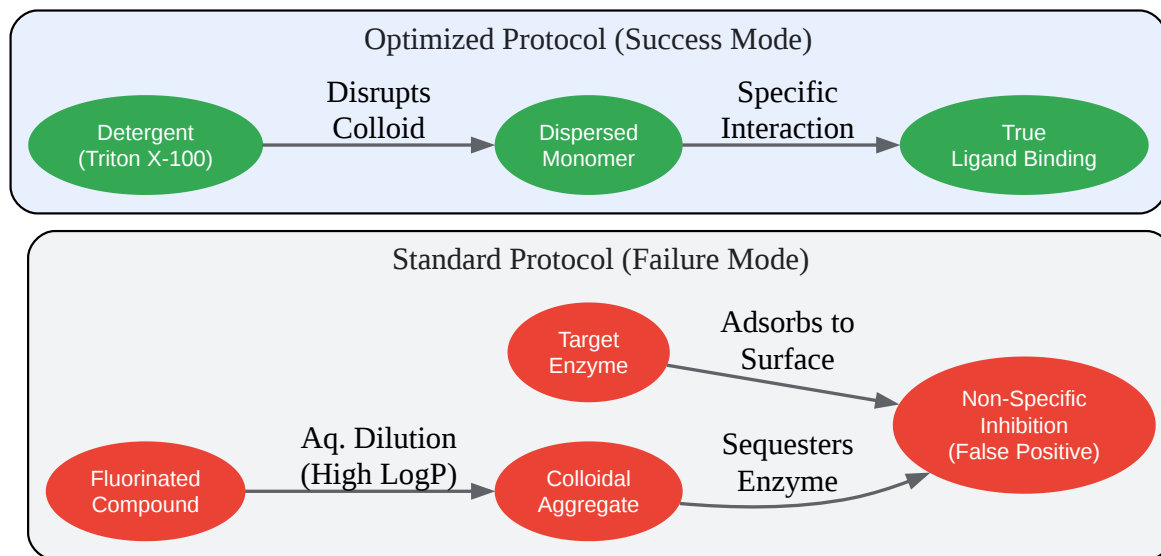 Optimized Protocol (Success Mode)
Disrupts
Colloid
Specific
Interaction
Detergent
(Triton X-100)
Dispersed
Monomer
True
Ligand Binding
Standard Protocol (Failure Mode)
Target
Enzyme
Adsorbs to
Surface
Non-Specific
Inhibition
(False Positive)
Fluorinated
Compound
Aq. Dilution
(High LogP)
Colloidal
Aggregate
Sequesters
Enzyme